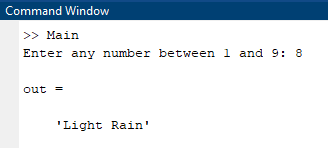 Command Window
>> Main
Enter any number between 1 and 9: 8
out =
'Light Rain'